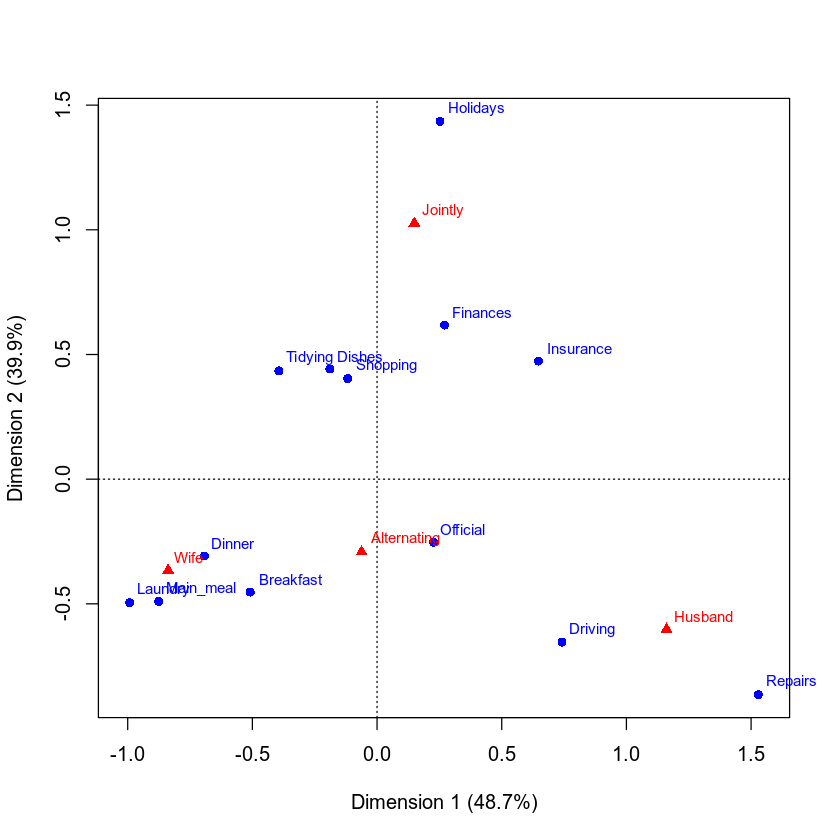 1.5
Holidays
Jointly
1.0
Finances
Insurance
Tidying Dishes
Shopping
0.5
Dimension 2 (39.9%)
0.0
Official
Alternating
Dinner
Wife
Breakfast
Laundry
Main_meal
-0.5
Husband
Driving
Repairs
-1.0 -0.5 0.0 0.5 1.0 1.5
Dimension 1 (48.7%)